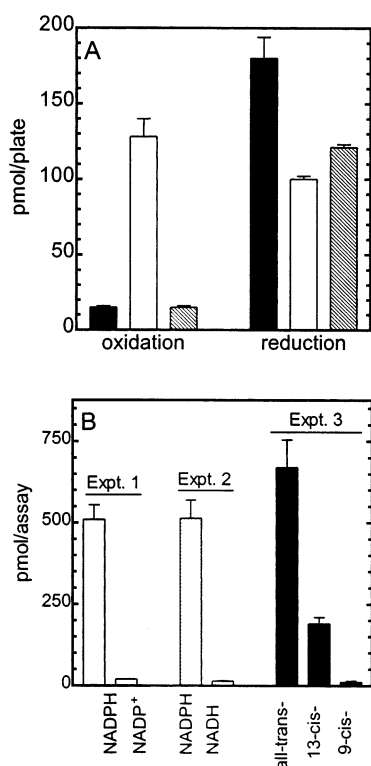 A
200
150
100
50
0
pmol/plate
oxidation reduction
B
Expt. 3
Expt. 1 Expt. 2
750
500
250
0
pmol/assay
NADPH
NADP+
NADPH
NADH
all-trans-
13-cis-
9-cis-